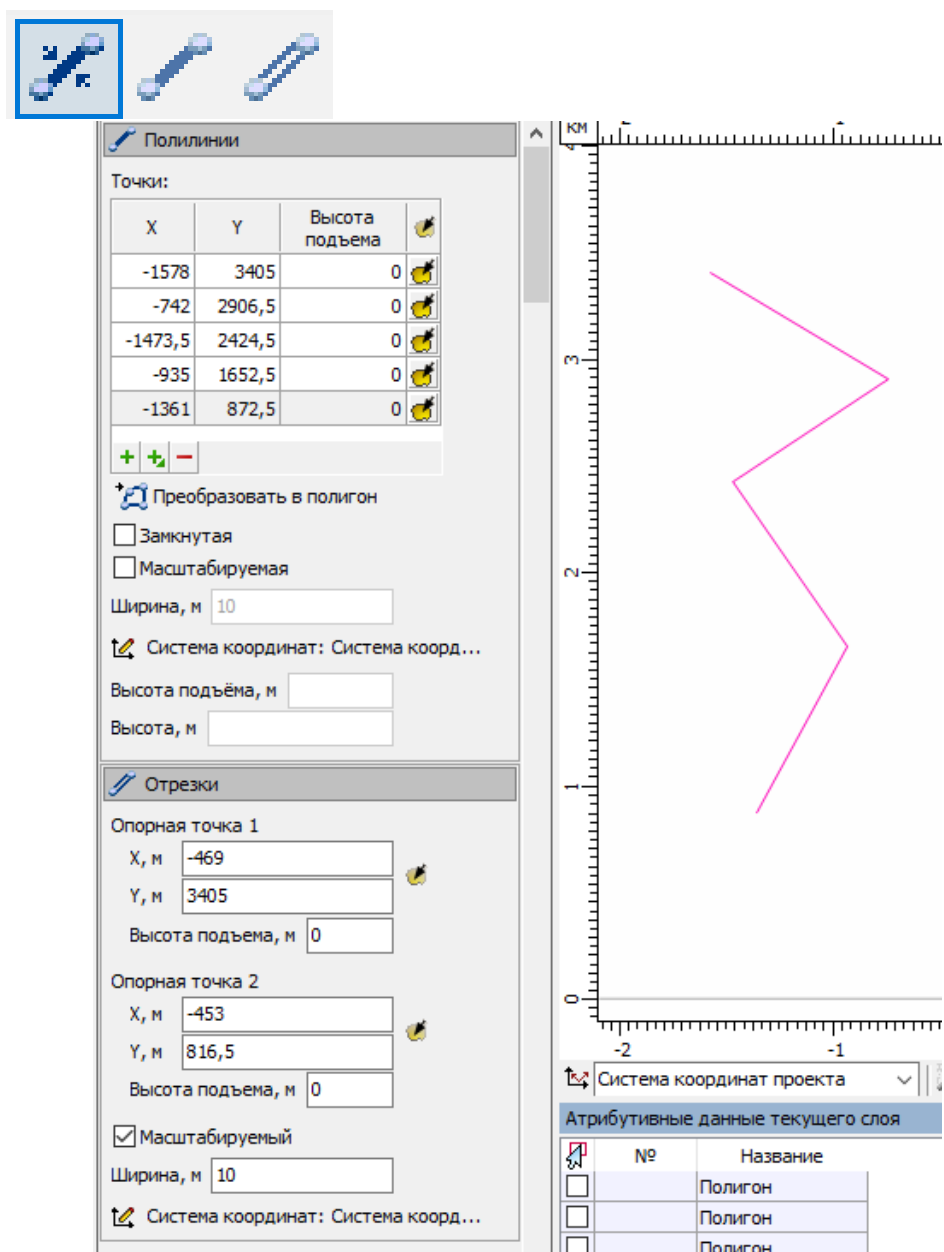 Полилинии
Точки:
X Y Высота подъема
-1578 3405 0
-742 2906,5 0
-1473,5 2424,5 0
-935 1652,5 0
-1361 872,5 0
Преобразовать в полигон
Замкнутая
Масштабируемая
Ширина, м 10
Система координат: Система коорд...
Высота подъёма, м
Высота, м
Отрезки
Опорная точка 1
X, м -469
Y, м 3405
Высота подъема, м 0
Опорная точка 2
X, м -453
Y, м 816,5
Высота подъема, м 0
Масштабируемый
Ширина, м 10
Система координат: Система коорд...
км
3
2
1
0
-2 -1
Система координат проекта
Атрибутивные данные текущего слоя
№ Название
Полигон
Полигон
Полигон